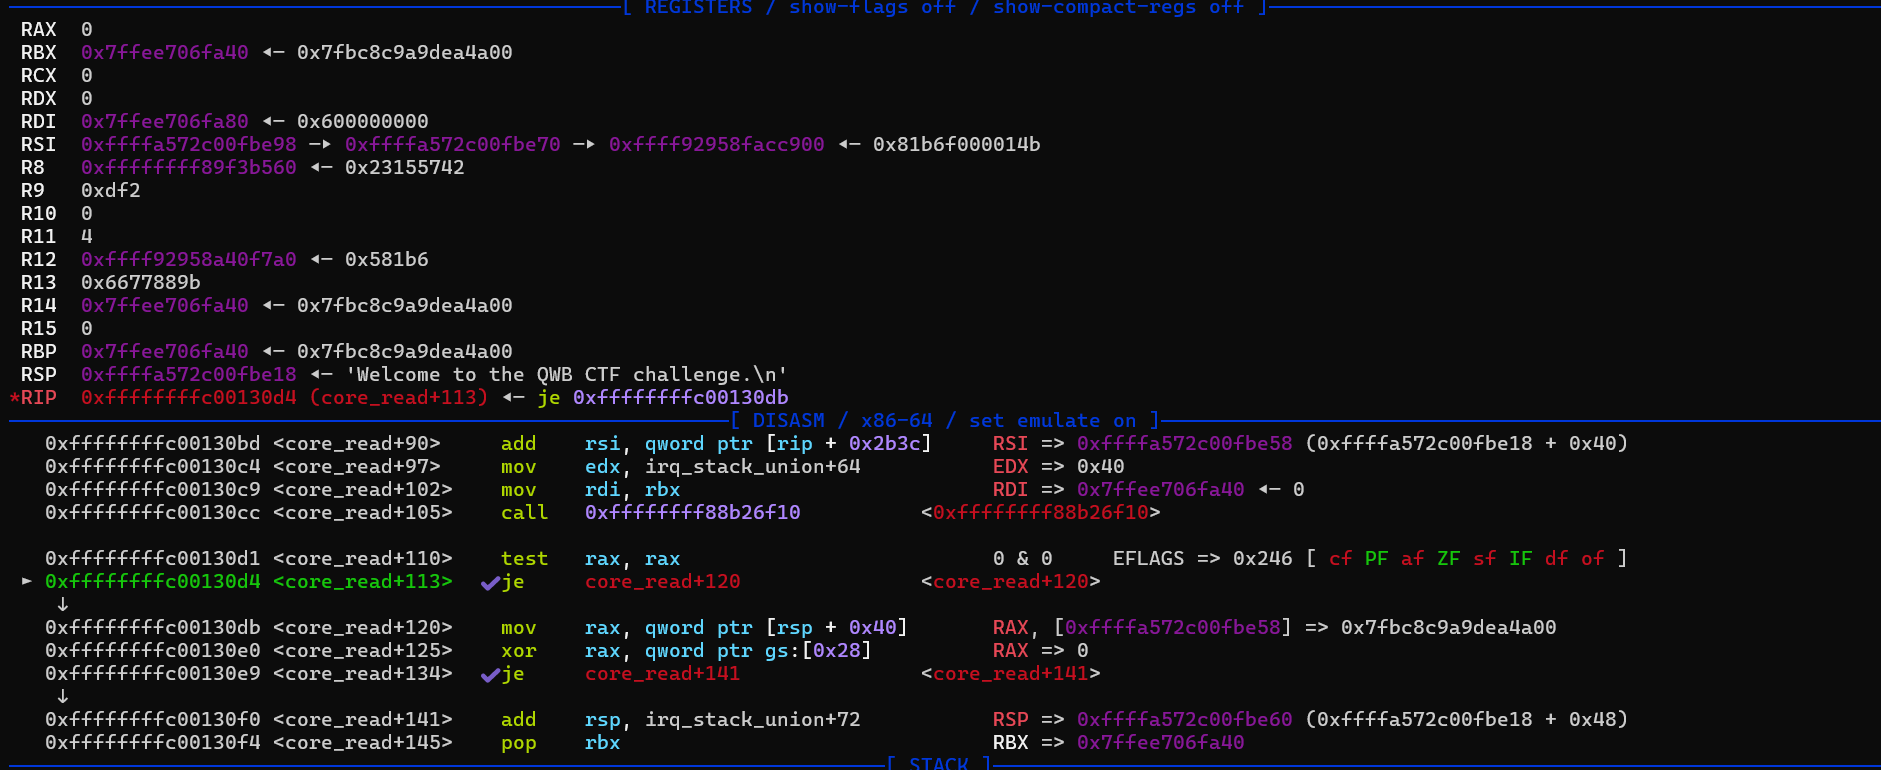 [ REGISTERS / show-flags off / show-compact-regs off ]
RAX  0
RBX  0x7ffee706fa40 ◂— 0x7fbc8c9a9dea4a00
RCX  0
RDX  0
RDI  0x7ffee706fa80 ◂— 0x600000000
RSI  0xffffa572c00fbe98 —▸ 0xffffa572c00fbe70 —▸ 0xffff92958facc900 ◂— 0x81b6f000014b
R8   0xffffffff89f3b560 ◂— 0x23155742
R9   0xdf2
R10  0
R11  4
R12  0xffff92958a40f7a0 ◂— 0x581b6
R13  0x6677889b
R14  0x7ffee706fa40 ◂— 0x7fbc8c9a9dea4a00
R15  0
RBP  0x7ffee706fa40 ◂— 0x7fbc8c9a9dea4a00
RSP  0xffffa572c00fbe18 ◂— 'Welcome to the QWB CTF challenge.\n'
*RIP  0xffffffffc00130d4 (core_read+113) ◂— je 0xffffffffc00130db
[ DISASM / x86-64 / set emulate on ]
0xffffffffc00130bd <core_read+90>     add    rsi, qword ptr [rip + 0x2b3c]     RSI => 0xffffa572c00fbe58 (0xffffa572c00fbe18 + 0x40)
0xffffffffc00130c4 <core_read+97>     mov    edx, irq_stack_union+64           EDX => 0x40
0xffffffffc00130c9 <core_read+102>    mov    rdi, rbx                          RDI => 0x7ffee706fa40 ◂— 0
0xffffffffc00130cc <core_read+105>    call   0xffffffff88b26f10          <0xffffffff88b26f10>
0xffffffffc00130d1 <core_read+110>    test   rax, rax                          0 & 0     EFLAGS => 0x246 [ cf PF af ZF sf IF df of ]
► 0xffffffffc00130d4 <core_read+113>  ✔ je     core_read+120               <core_read+120>
↓
0xffffffffc00130db <core_read+120>    mov    rax, qword ptr [rsp + 0x40]       RAX, [0xffffa572c00fbe58] => 0x7fbc8c9a9dea4a00
0xffffffffc00130e0 <core_read+125>    xor    rax, qword ptr gs:[0x28]          RAX => 0
0xffffffffc00130e9 <core_read+134>  ✔ je     core_read+141               <core_read+141>
↓
0xffffffffc00130f0 <core_read+141>    add    rsp, irq_stack_union+72           RSP => 0xffffa572c00fbe60 (0xffffa572c00fbe18 + 0x48)
0xffffffffc00130f4 <core_read+145>    pop    rbx                               RBX => 0x7ffee706fa40
[ STACK ]